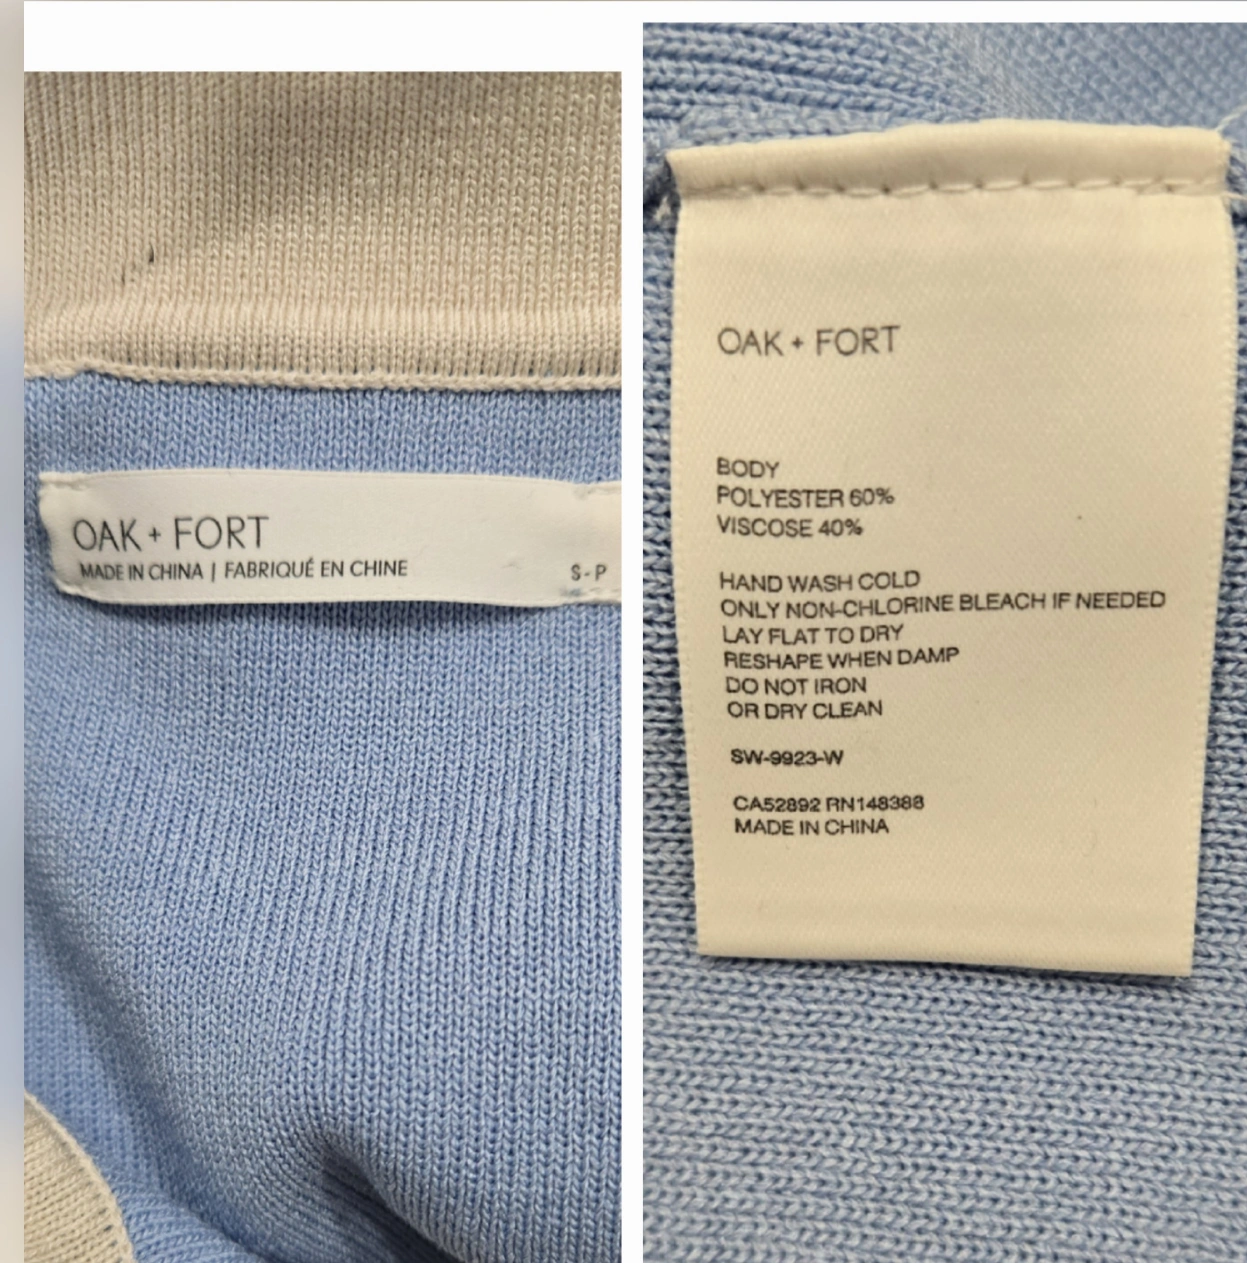 OAK + FORT
MADE IN CHINA | FABRIQUÉ EN CHINE
S-P
OAK + FORT
BODY
POLYESTER 60%
VISCOSE 40%
HAND WASH COLD
ONLY NON-CHLORINE BLEACH IF NEEDED
LAY FLAT TO DRY
RESHAPE WHEN DAMP
DO NOT IRON
OR DRY CLEAN
SW-9923-W
CA52892 RN148388
MADE IN CHINA